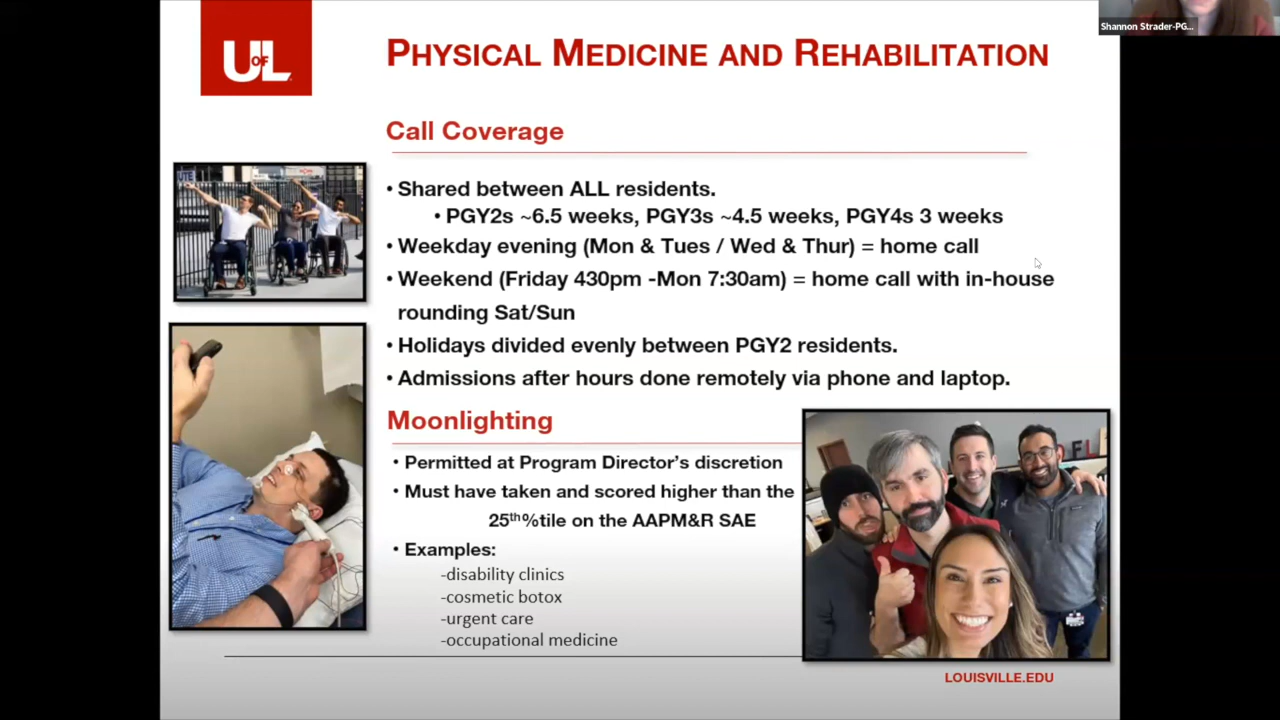 Shannon Strader-PG...
UofL
PHYSICAL MEDICINE AND REHABILITATION
Call Coverage
• Shared between ALL residents.
• PGY2s ~6.5 weeks, PGY3s ~4.5 weeks, PGY4s 3 weeks
• Weekday evening (Mon & Tues / Wed & Thur) = home call
• Weekend (Friday 430pm -Mon 7:30am) = home call with in-house
rounding Sat/Sun
• Holidays divided evenly between PGY2 residents.
• Admissions after hours done remotely via phone and laptop.
Moonlighting
• Permitted at Program Director's discretion
• Must have taken and scored higher than the
25th%tile on the AAPM&R SAE
• Examples:
-disability clinics
-cosmetic botox
-urgent care
-occupational medicine
LOUISVILLE.EDU